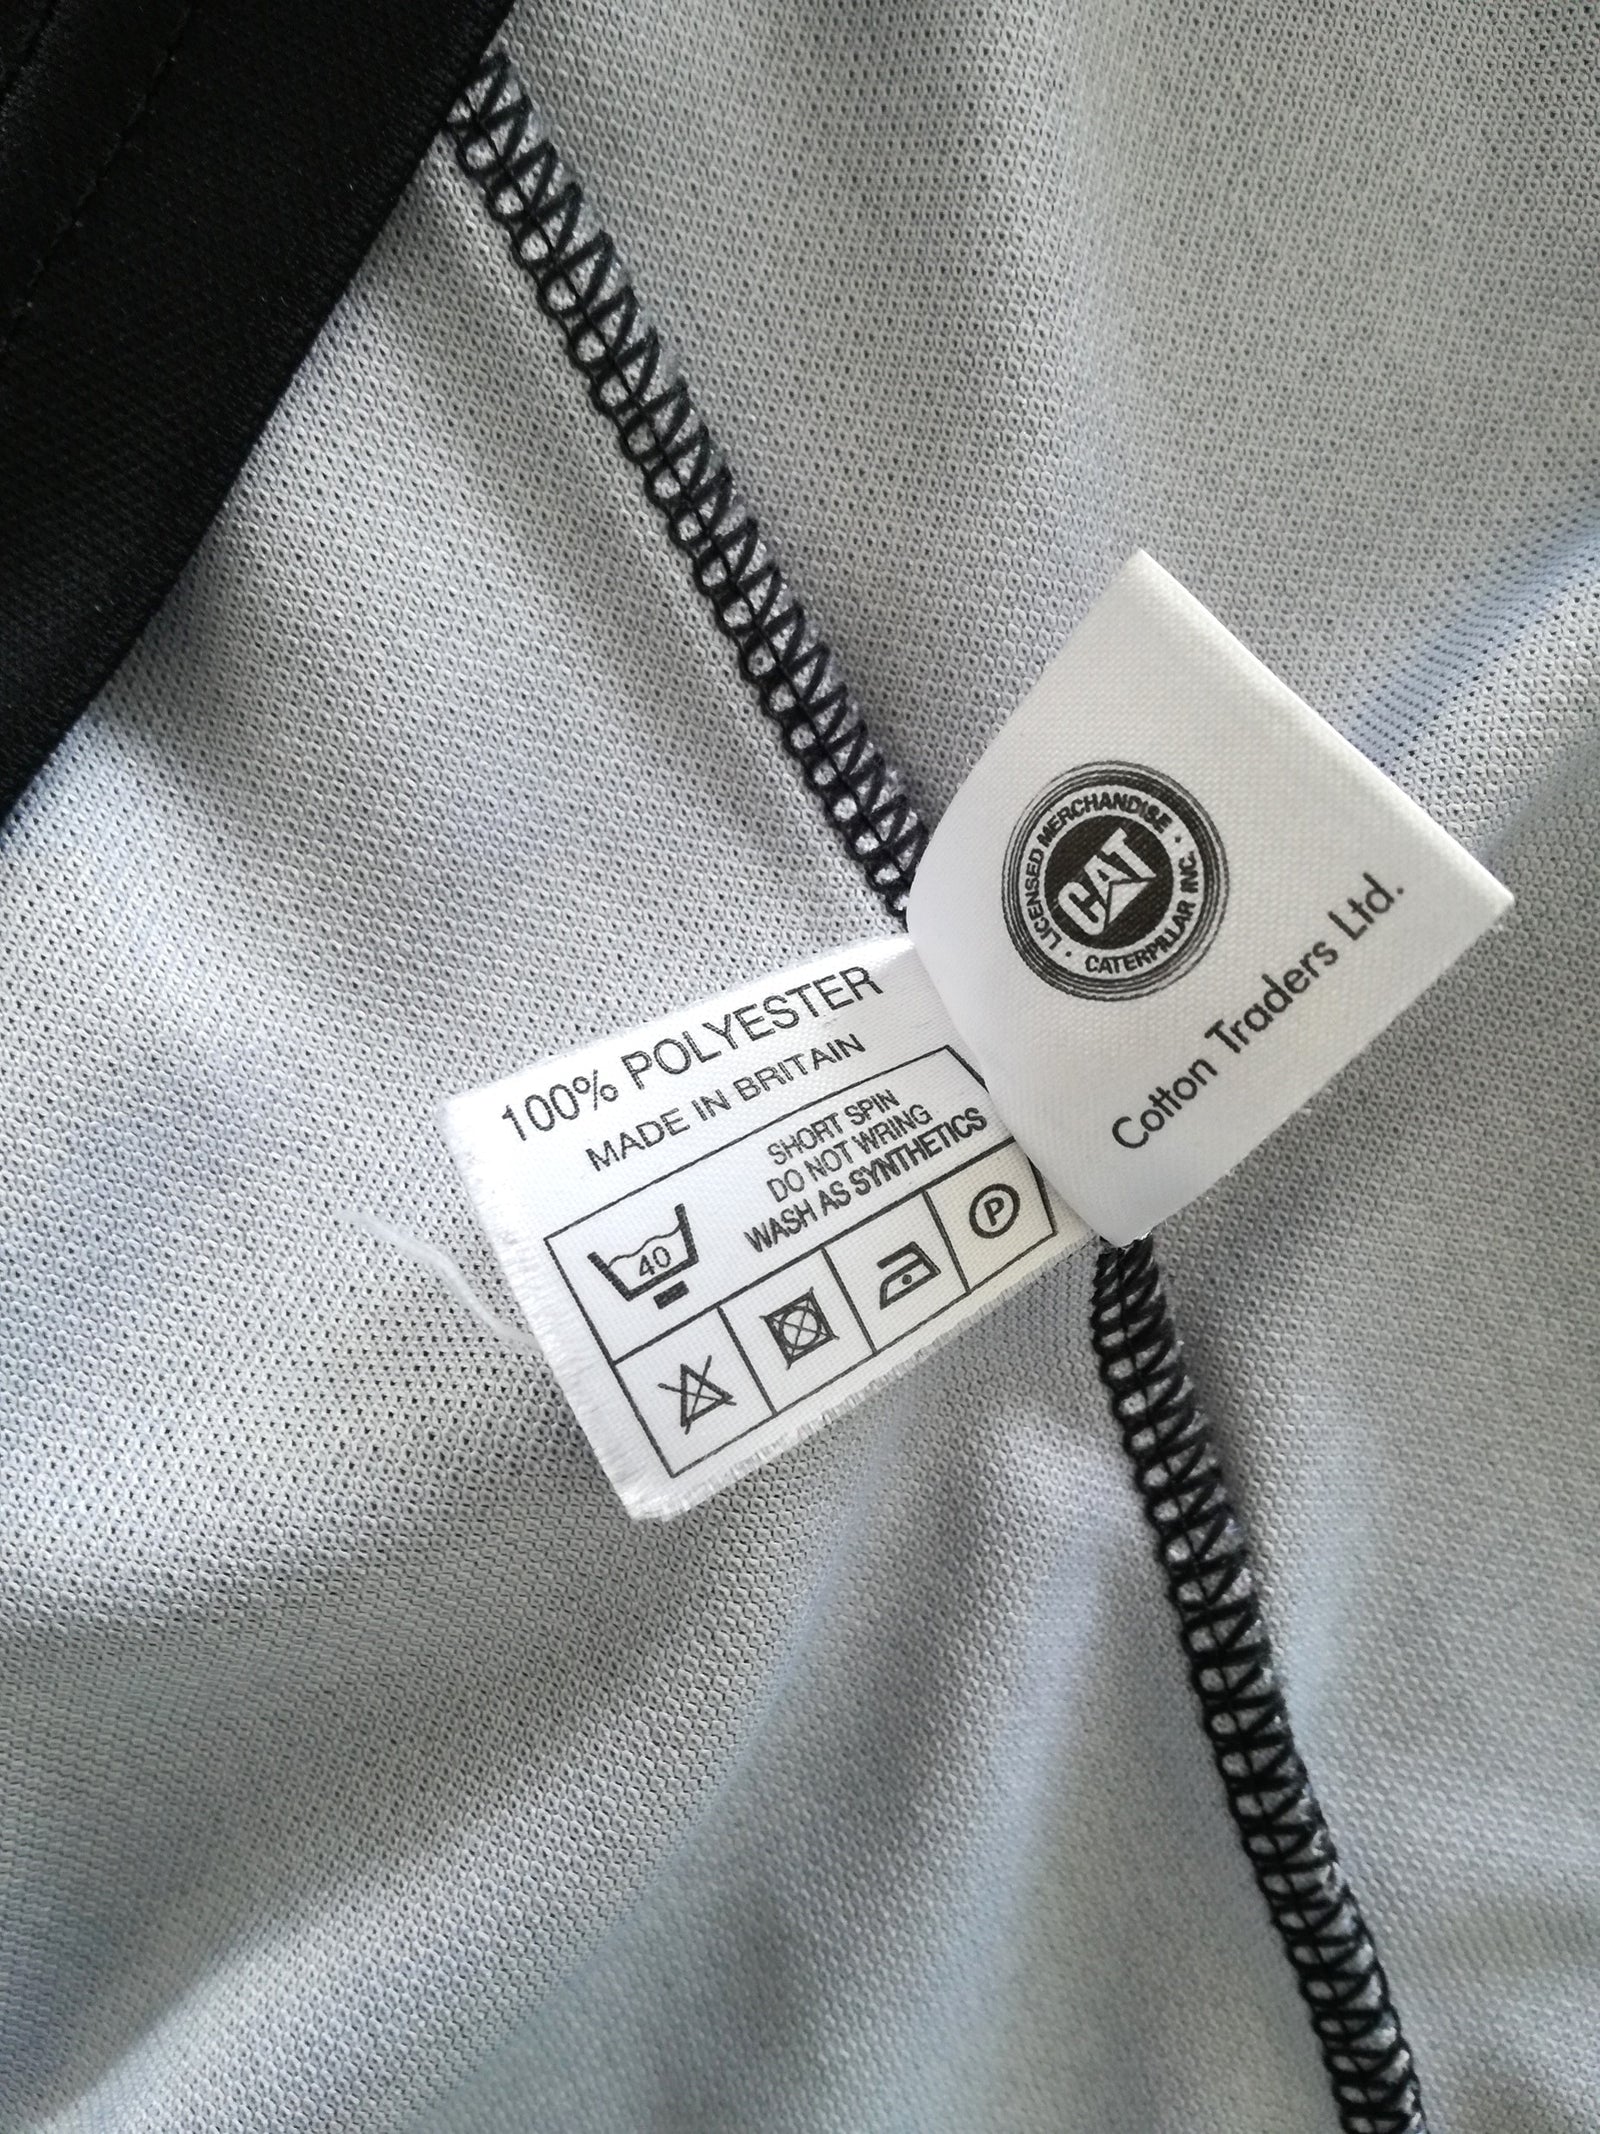 LICENSED MERCHANDISE
CAT
CATERPILLAR INC.
Cotton Traders Ltd.
100% POLYESTER
MADE IN BRITAIN
SHORT SPIN
DO NOT WRING
WASH AS SYNTHETICS
40
P